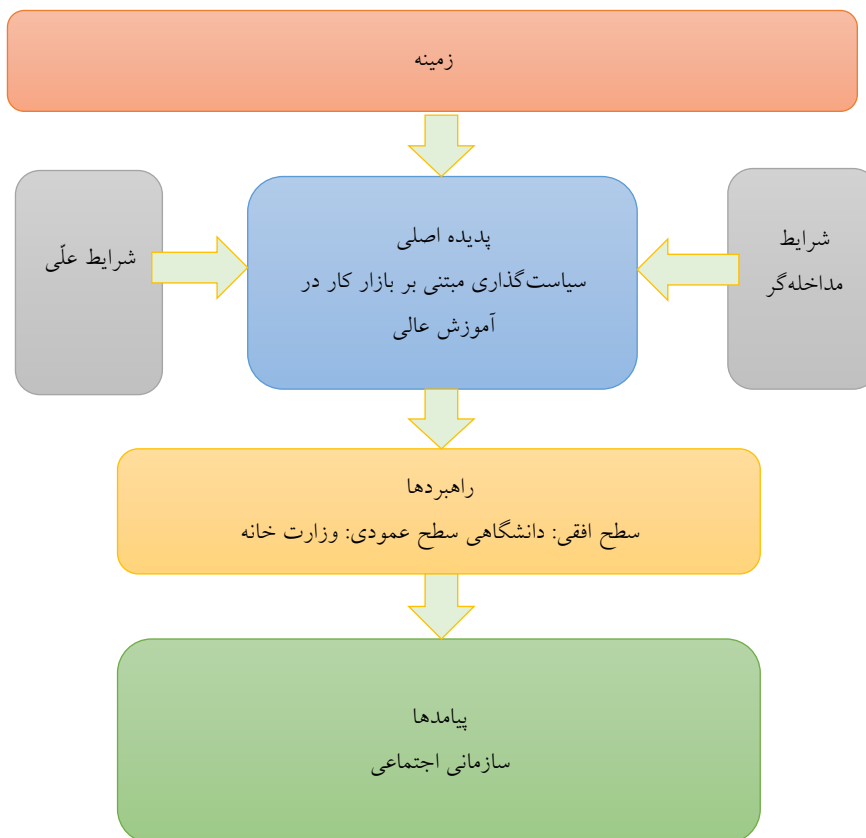 زمینه
شرایط
مداخله‌گر
پدیده اصلی
سیاست‌گذاری مبتنی بر بازار کار در
آموزش عالی
شرایط علّی
راهبردها
سطح افقی: دانشگاهی سطح عمودی: وزارت خانه
پیامدها
سازمانی اجتماعی